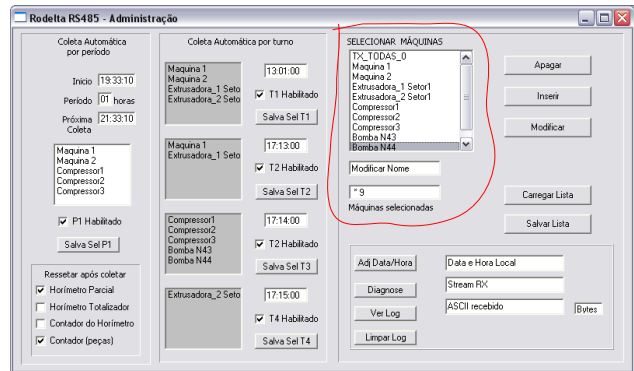 Rodelta RS485 - Administração
Coleta Automática
por período
Inicio 19:33:10
Período 01 horas
Próxima 21:33:10
Coleta
Maquina 1
Maquina 2
Compressor1
Compressor2
Compressor3
P1 Habilitado
Salva Sel P1
Ressetar após coletar
Horímetro Parcial
Horímetro Totalizador
Contador do Horímetro
Contador (peças)
Coleta Automática por turno
Maquina 1
Maquina 2
Extrusadora_1 Seto
Extrusadora_2 Seto
13:01:00
T1 Habilitado
Salva Sel T1
Maquina 1
Extrusadora_1 Seto
17:13:00
T2 Habilitado
Salva Sel T2
Compressor1
Compressor2
Compressor3
Bomba N43
Bomba N44
17:14:00
T2 Habilitado
Salva Sel T3
Extrusadora_2 Seto
17:15:00
T4 Habilitado
Salva Sel T4
SELECIONAR MÁQUINAS
TX_TODAS_0
Maquina 1
Maquina 2
Extrusadora_1 Setor1
Extrusadora_2 Setor1
Compressor1
Compressor2
Compressor3
Bomba N43
Bomba N44
Modificar Nome
" 9
Máquinas selecionadas
Apagar
Inserir
Modificar
Carregar Lista
Salvar Lista
Adj Data/Hora
Data e Hora Local
Diagnose
Stream RX
Ver Log
ASCII recebido
Bytes
Limpar Log